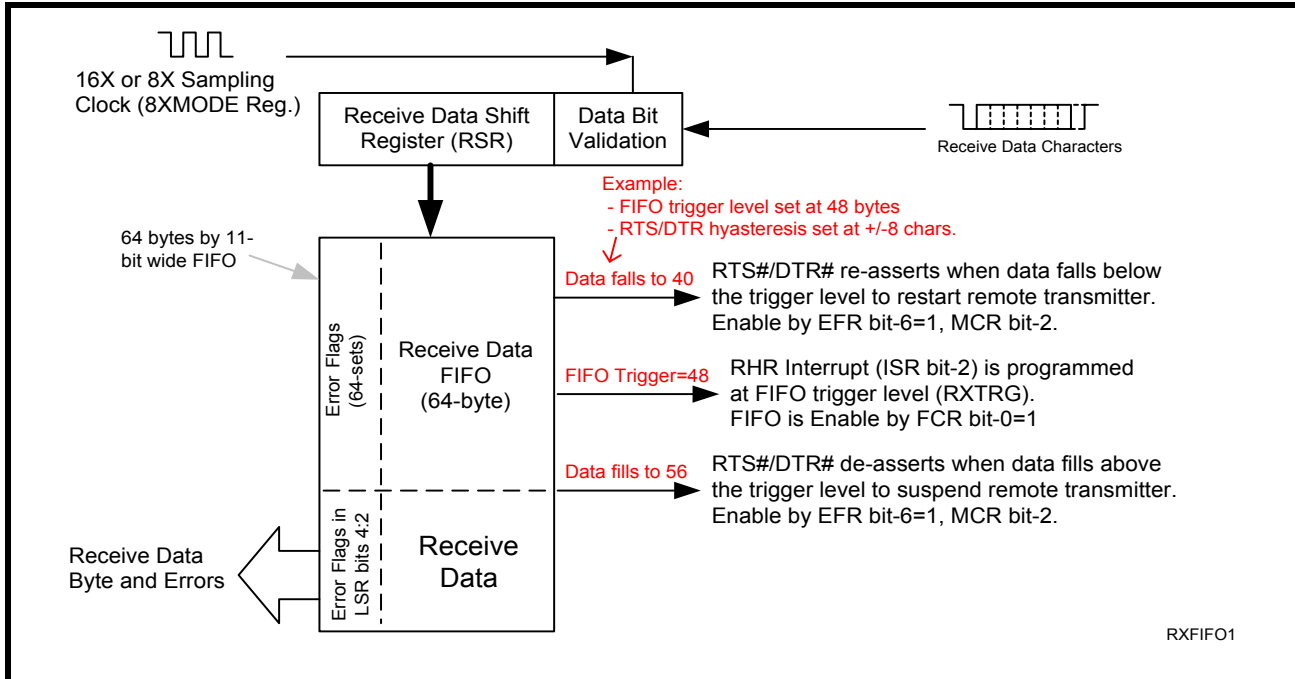 16X or 8X Sampling
Clock (8XMODE Reg.)
Receive Data Shift
Register (RSR)
Data Bit
Validation
Receive Data Characters
Example:
- FIFO trigger level set at 48 bytes
- RTS/DTR hyasteresis set at +/-8 chars.
64 bytes by 11-
bit wide FIFO
Error Flags
(64-sets)
Receive Data
FIFO
(64-byte)
Data falls to 40
RTS#/DTR# re-asserts when data falls below
the trigger level to restart remote transmitter.
Enable by EFR bit-6=1, MCR bit-2.
FIFO Trigger=48
RHR Interrupt (ISR bit-2) is programmed
at FIFO trigger level (RXTRG).
FIFO is Enable by FCR bit-0=1
Data fills to 56
RTS#/DTR# de-asserts when data fills above
the trigger level to suspend remote transmitter.
Enable by EFR bit-6=1, MCR bit-2.
Error Flags in
LSR bits 4:2
Receive
Data
Receive Data
Byte and Errors
RXFIFO1